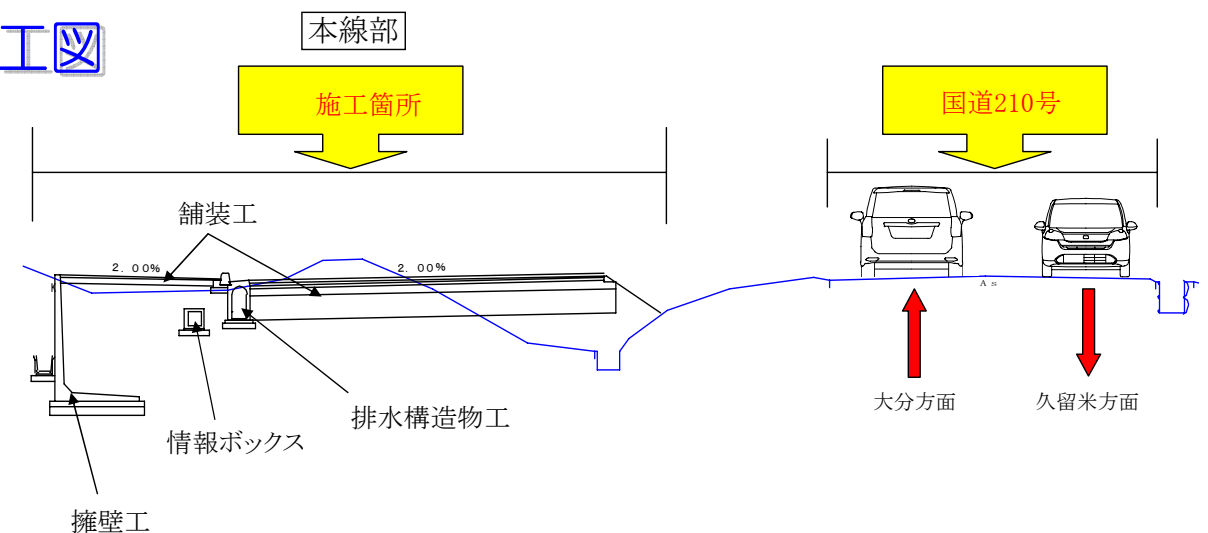 工図
本線部
施工箇所
国道210号
舗装工
2.00%
2.00%
As
大分方面
久留米方面
排水構造物工
情報ボックス
擁壁工